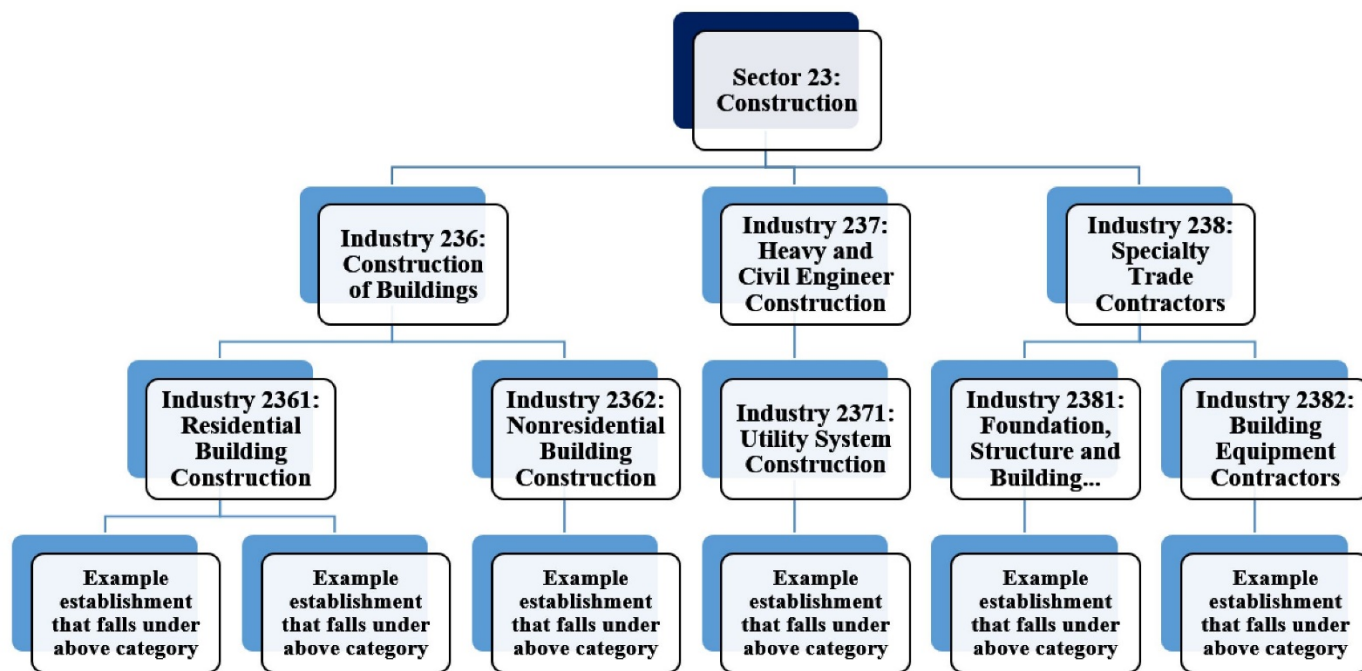 Sector 23:
Construction
Industry 236:
Construction
of Buildings
Industry 237:
Heavy and
Civil Engineer
Construction
Industry 238:
Specialty
Trade
Contractors
Industry 2361:
Residential
Building
Construction
Industry 2362:
Nonresidential
Building
Construction
Industry 2371:
Utility System
Construction
Industry 2381:
Foundation,
Structure and
Building...
Industry 2382:
Building
Equipment
Contractors
Example
establishment
that falls under
above category
Example
establishment
that falls under
above category
Example
establishment
that falls under
above category
Example
establishment
that falls under
above category
Example
establishment
that falls under
above category
Example
establishment
that falls under
above category